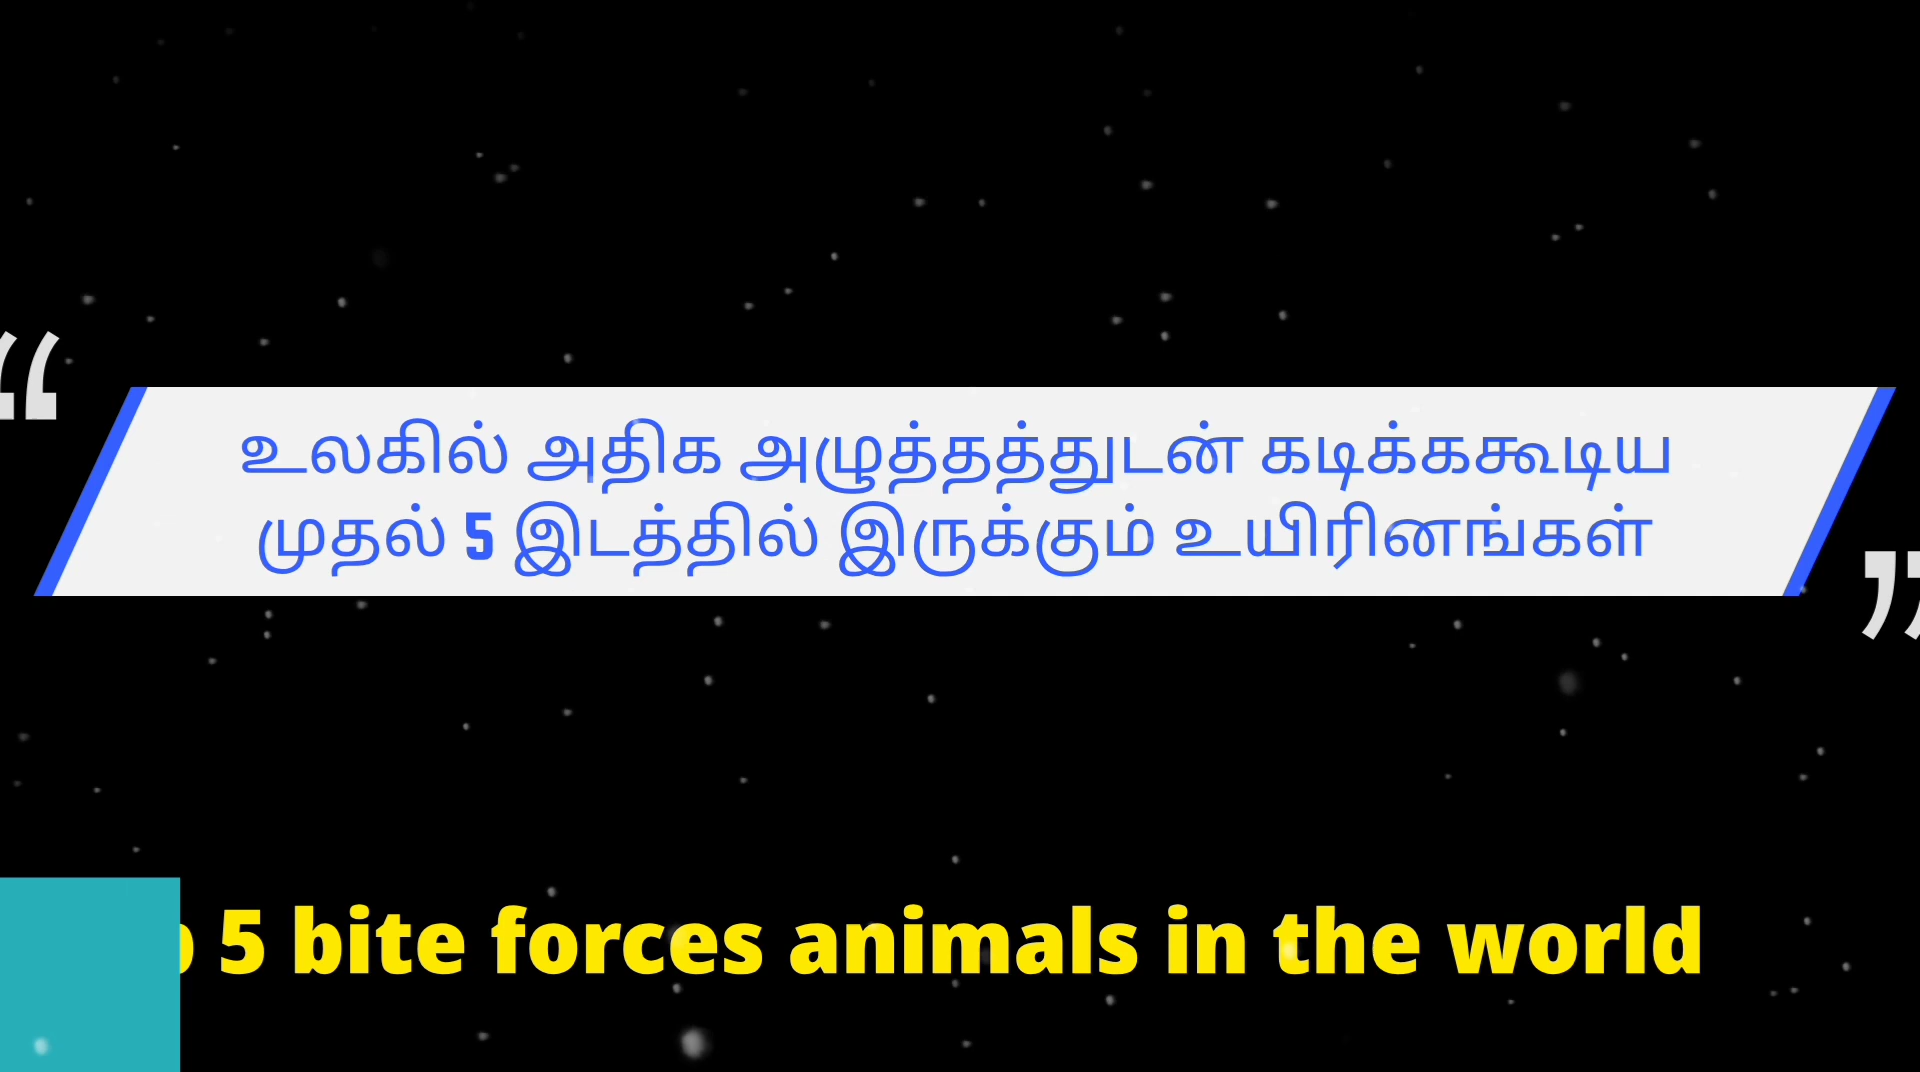 “
உலகில் அதிக அழுத்தத்துடன் கடிக்ககூடிய
முதல் 5 இடத்தில் இருக்கும் உயிரினங்கள்
”
5 bite forces animals in the world